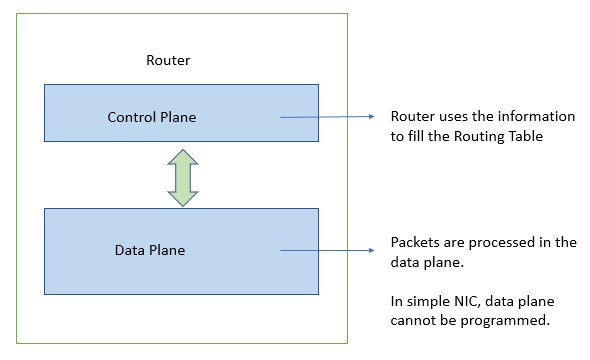 Router
Control Plane
Router uses the information
to fill the Routing Table
Data Plane
Packets are processed in the
data plane.
In simple NIC, data plane
cannot be programmed.